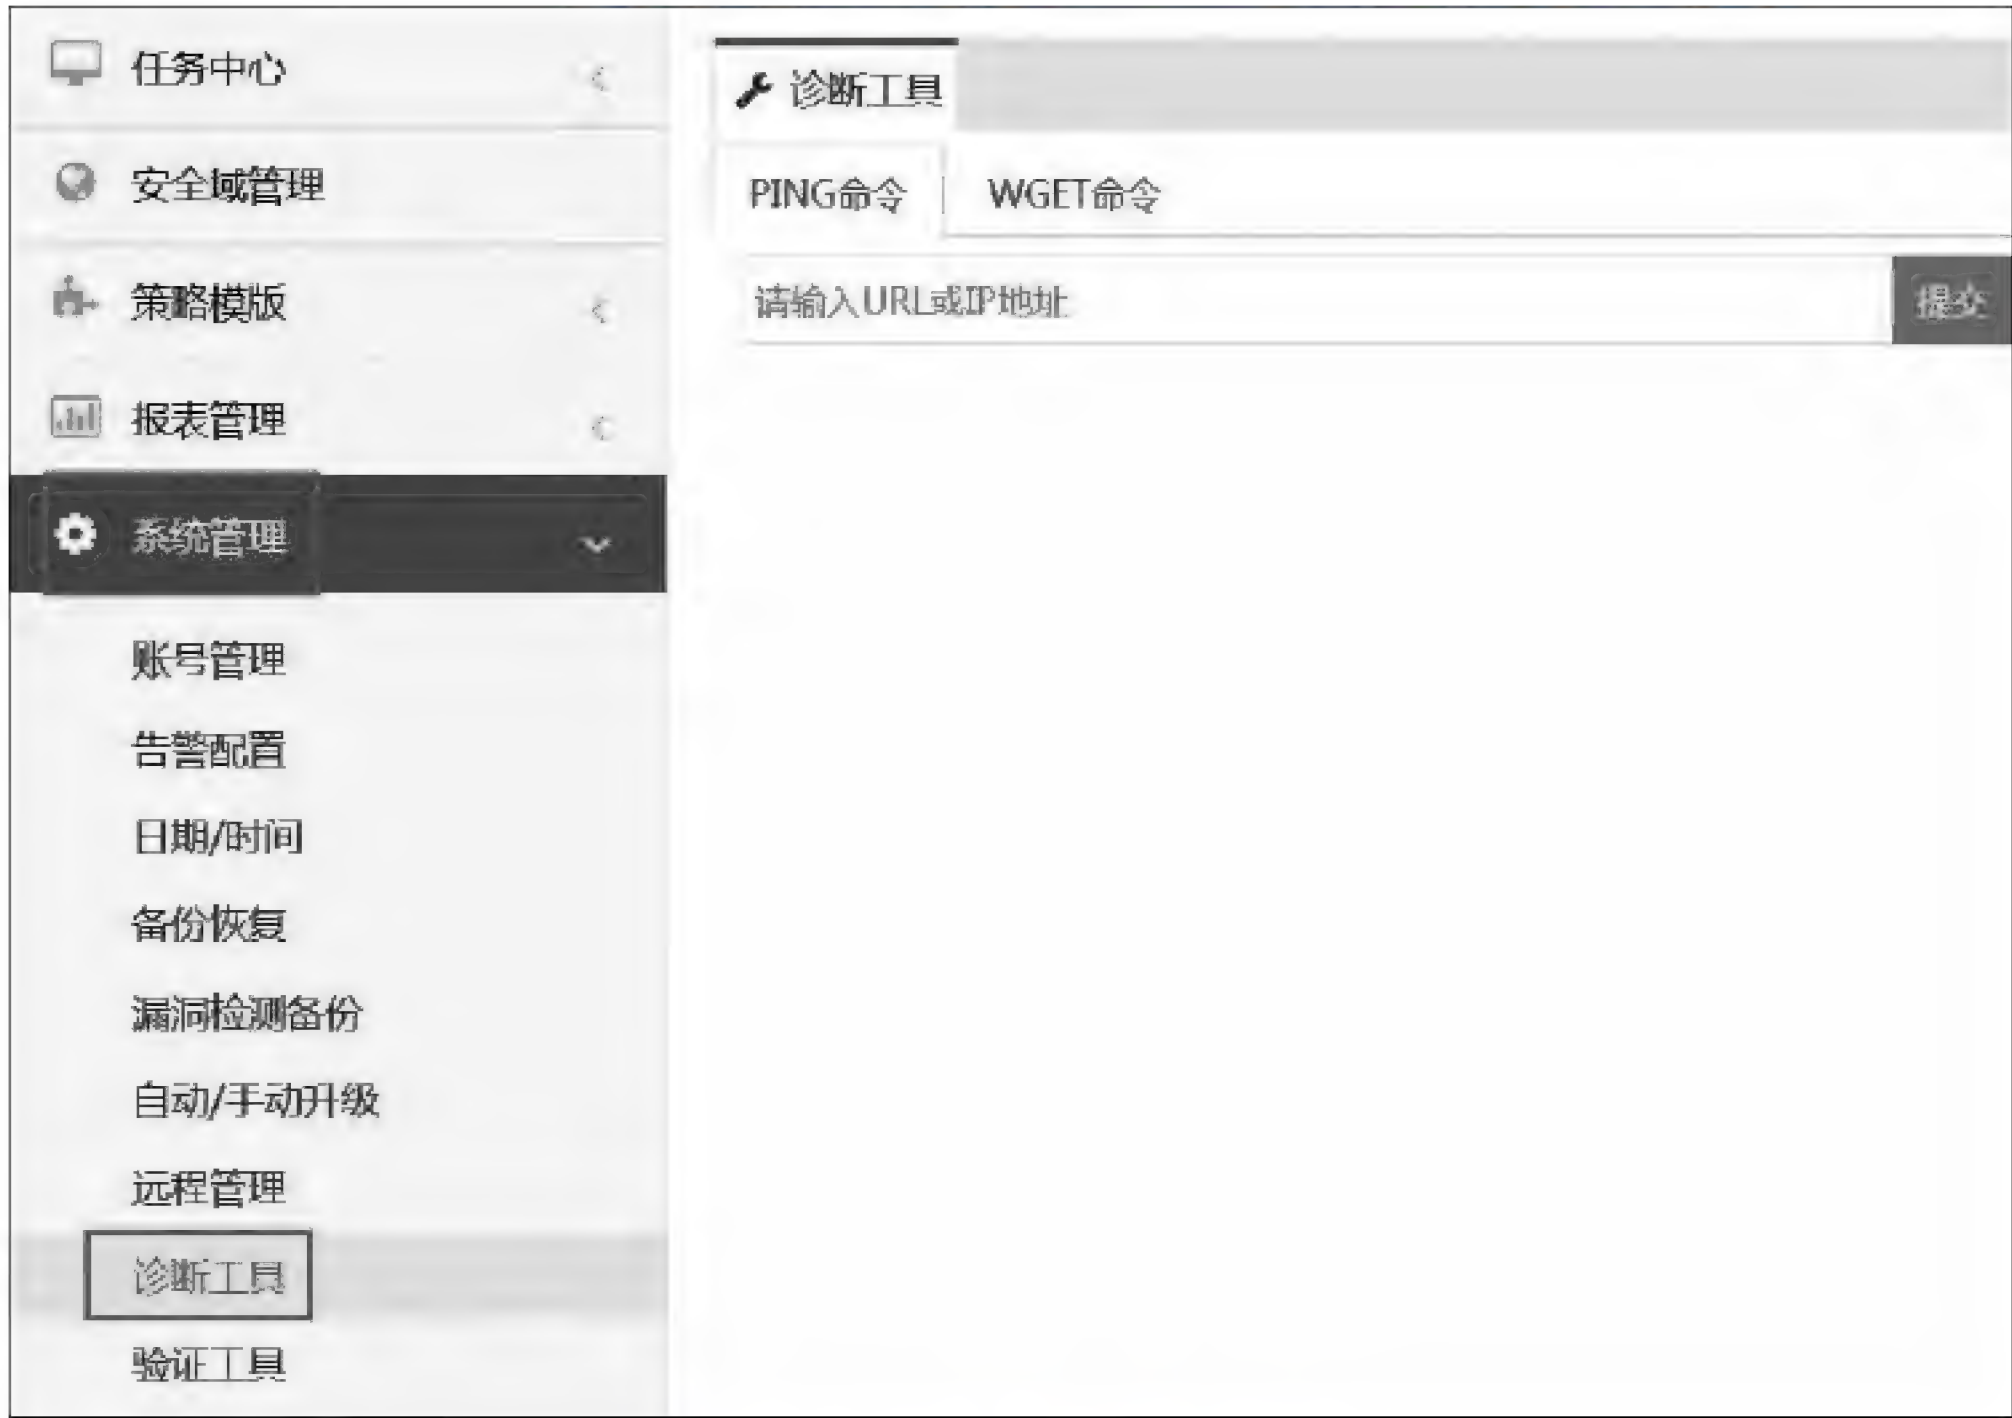 任务中心
安全域管理
策略模版
报表管理
系统管理
账号管理
告警配置
日期/时间
备份恢复
漏洞检测备份
自动/手动升级
远程管理
诊断工具
验证工具
诊断工具
PING命令 WGET命令
请输入URL或IP地址 提交